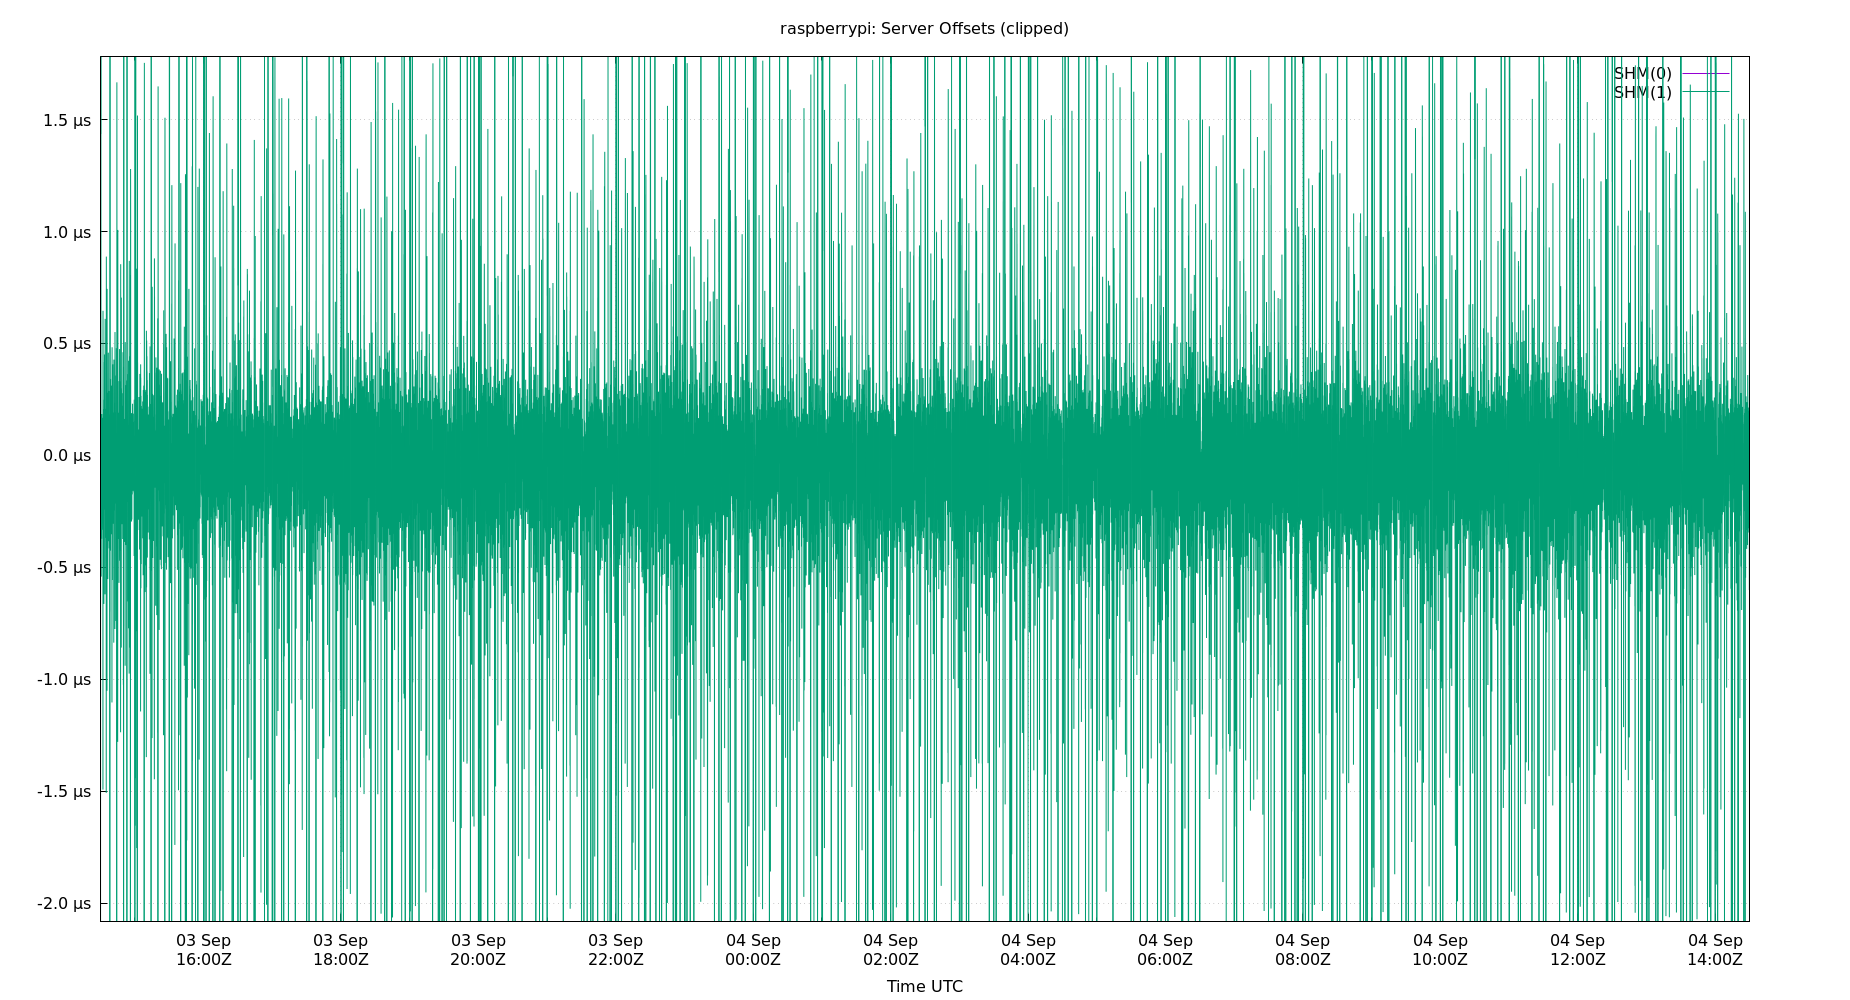 raspberrypi: Server Offsets (clipped)
SHM(0)
SHM(1)
1.5 µs
1.0 µs
0.5 µs
0.0 µs
-0.5 µs
-1.0 µs
-1.5 µs
-2.0 µs
03 Sep 03 Sep 03 Sep 03 Sep 04 Sep 04 Sep 04 Sep 04 Sep 04 Sep 04 Sep 04 Sep 04 Sep
16:00Z 18:00Z 20:00Z 22:00Z 00:00Z 02:00Z 04:00Z 06:00Z 08:00Z 10:00Z 12:00Z 14:00Z
Time UTC